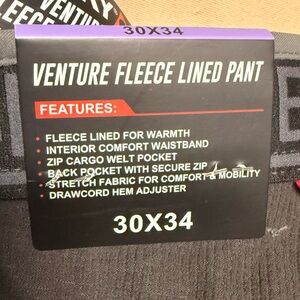 30X34
VENTURE FLEECE LINED PANT
FEATURES:
• FLEECE LINED FOR WARMTH
• INTERIOR COMFORT WAISTBAND
• ZIP CARGO WELT POCKET
• BACK POCKET WITH SECURE ZIP
• STRETCH FABRIC FOR COMFORT & MOBILITY
• DRAWCORD HEM ADJUSTER
30X34